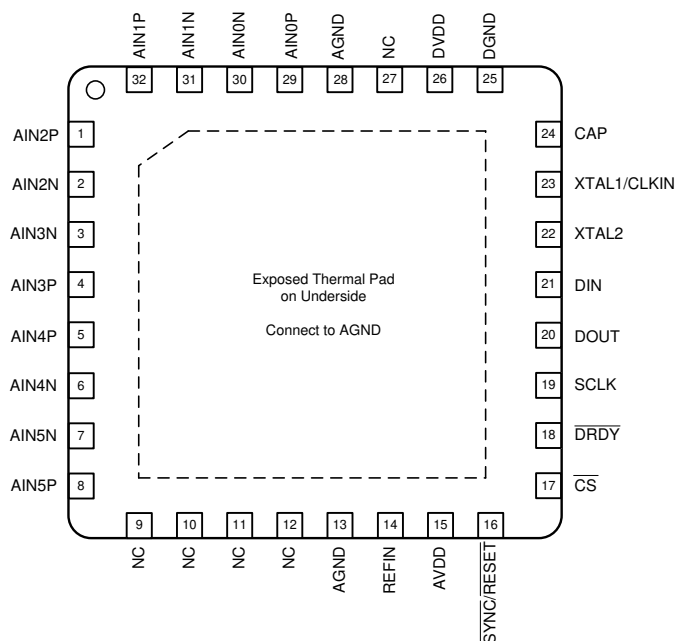 AIN1P
AIN1N
AIN0N
AIN0P
AGND
NC
DVDD
DGND
32
31
30
29
28
27
26
25
AIN2P 1
AIN2N 2
AIN3N 3
AIN3P 4
AIN4P 5
AIN4N 6
AIN5N 7
AIN5P 8
24 CAP
23 XTAL1/CLKIN
22 XTAL2
21 DIN
20 DOUT
19 SCLK
18 DRDY
17 CS
Exposed Thermal Pad
on Underside
Connect to AGND
9
10
11
12
13
14
15
16
NC
NC
NC
NC
AGND
REFIN
AVDD
SYNC/RESET